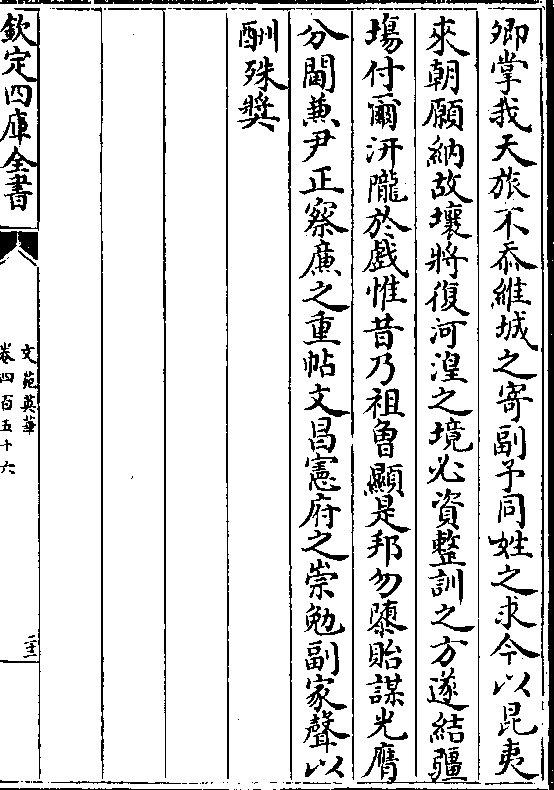 卿掌我天旅不忝維城之寄副予同姓之求今以昆夷
來朝願納故壤將復河湟之境必資整訓之方遂結疆
塲付爾汧隴於戲惟昔乃祖魯顯是邦勿隳貽謀光膺
分閫兼尹正察廉之重帖文昌憲府之崇勉副家聲以
酬殊奬
欽定四庫全書
文苑英華
卷四百五十六
二十三